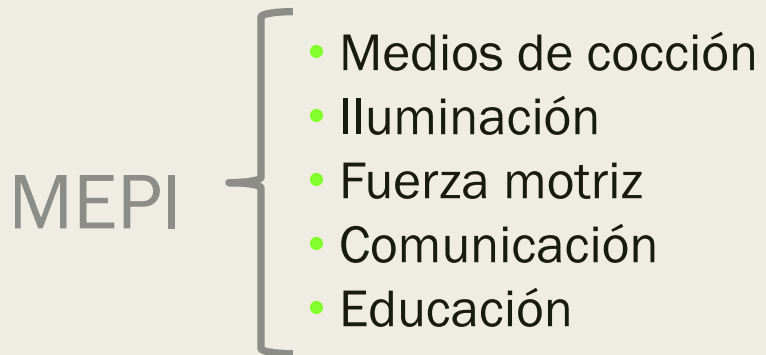 MEPI
• Medios de cocción
• Iluminación
• Fuerza motriz
• Comunicación
• Educación